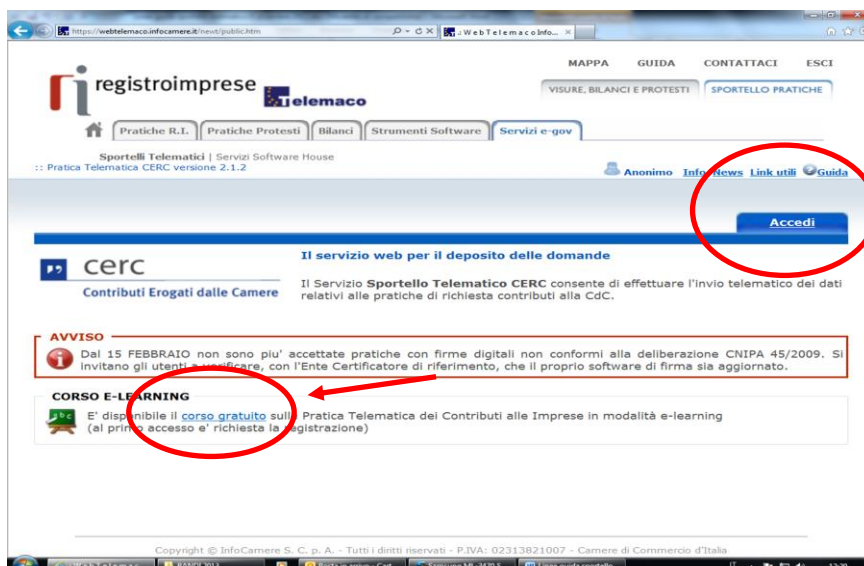 https://webtelemaco.infocamere.it/newt/public.htm
WebTelemaco Info...
MAPPA GUIDA CONTATTACI ESCI
registroimprese
Telemaco
VISURE, BILANCI E PROTESTI SPORTELLO PRATICHE
Pratiche R.I. Pratiche Protesti Bilanci Strumenti Software Servizi e-gov
Sportelli Telematici | Servizi Software House
:: Pratica Telematica CERC versione 2.1.2
Anonimo Info News Link utili Guida
Accedi
Il servizio web per il deposito delle domande
cerc
Contributi Erogati dalle Camere
Il Servizio Sportello Telematico CERC consente di effettuare l'invio telematico dei dati
relativi alle pratiche di richiesta contributi alla CdC.
AVVISO
Dal 15 FEBBRAIO non sono piu' accettate pratiche con firme digitali non conformi alla deliberazione CNIPA 45/2009. Si
invitano gli utenti a verificare, con l'Ente Certificatore di riferimento, che il proprio software di firma sia aggiornato.
CORSO E-LEARNING
abc
E' disponibile il corso gratuito sulla Pratica Telematica dei Contributi alle Imprese in modalità e-learning
(al primo accesso e' richiesta la registrazione)
Copyright © InfoCamere S. C. p. A. - Tutti i diritti riservati - P.IVA: 02313821007 - Camere di Commercio d'Italia